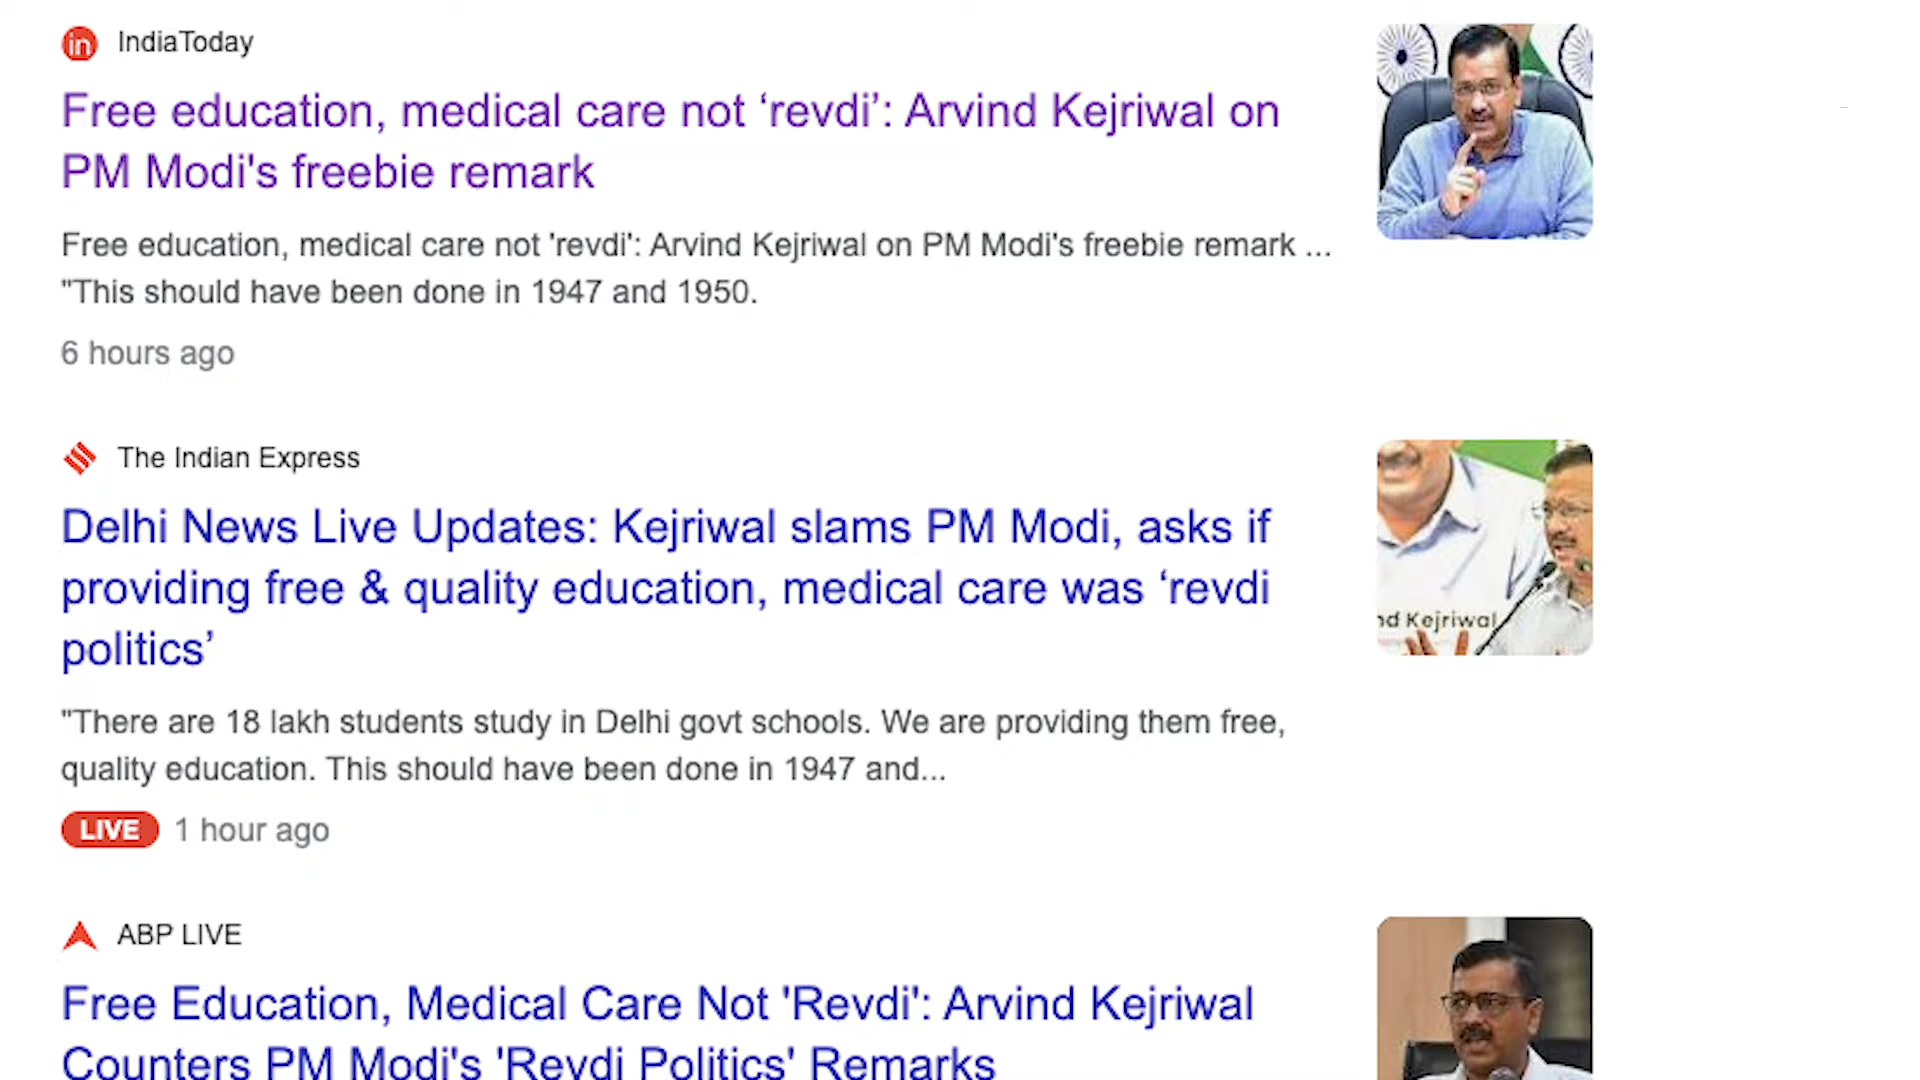 IndiaToday
Free education, medical care not ‘revdi’: Arvind Kejriwal on
PM Modi's freebie remark
Free education, medical care not 'revdi': Arvind Kejriwal on PM Modi's freebie remark ...
"This should have been done in 1947 and 1950.
6 hours ago
The Indian Express
Delhi News Live Updates: Kejriwal slams PM Modi, asks if
providing free & quality education, medical care was ‘revdi
politics’
nd Kejriwal
"There are 18 lakh students study in Delhi govt schools. We are providing them free,
quality education. This should have been done in 1947 and...
LIVE 1 hour ago
ABP LIVE
Free Education, Medical Care Not 'Revdi': Arvind Kejriwal
Counters PM Modi's 'Revdi Politics' Remarks